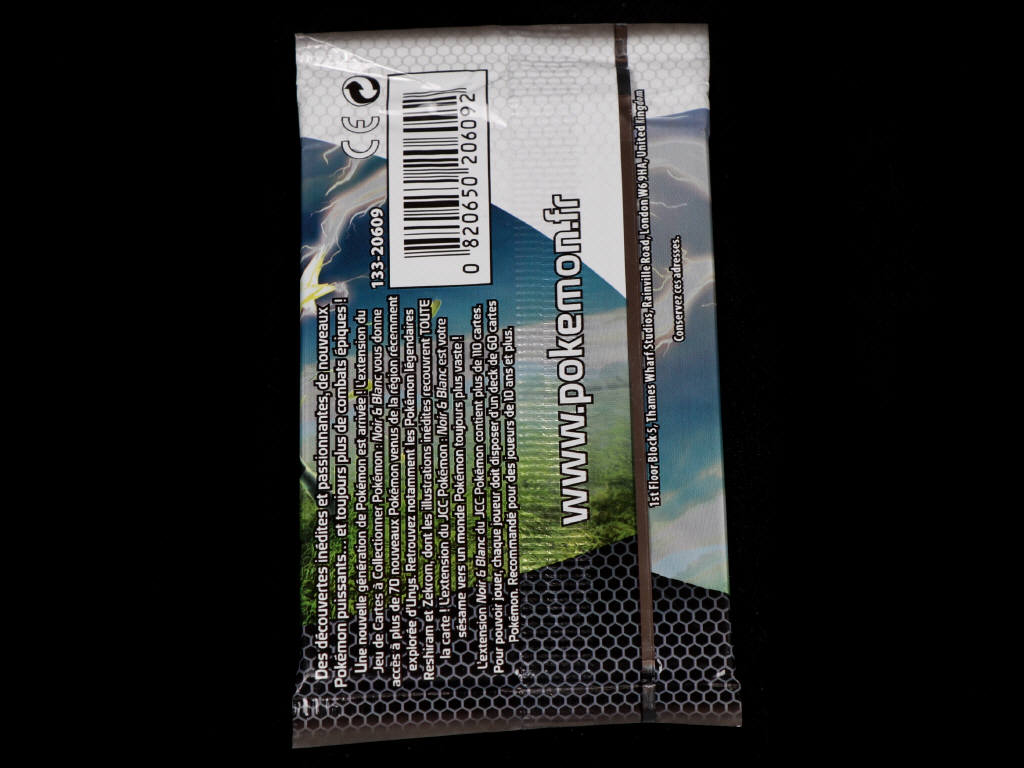 Des découvertes inédites et passionnantes, de nouveaux
Pokémon puissants... et toujours plus de combats épiques !
Une nouvelle génération de Pokémon est arrivée ! L'extension du
Jeu de Cartes à Collectionner Pokémon : Noir & Blanc vous donne
accès à plus de 70 nouveaux Pokémon venus de la région récemment
explorée d'Unys. Retrouvez notamment les Pokémon légendaires
Reshiram et Zekrom, dont les illustrations inédites recouvrent TOUTE
la carte ! L'extension du JCC-Pokémon : Noir & Blanc est votre
sésame vers un monde Pokémon toujours plus vaste !
L'extension Noir & Blanc du JCC-Pokémon contient plus de 110 cartes.
Pour pouvoir jouer, chaque joueur doit disposer d'un deck de 60 cartes
Pokémon. Recommandé pour des joueurs de 10 ans et plus.
133-20609
CE
0 820650 206092
www.pokemon.fr
1st Floor Block 5, Thames Wharf Studios, Rainville Road, London W6 9HA, United Kingdom
Conservez ces adresses.